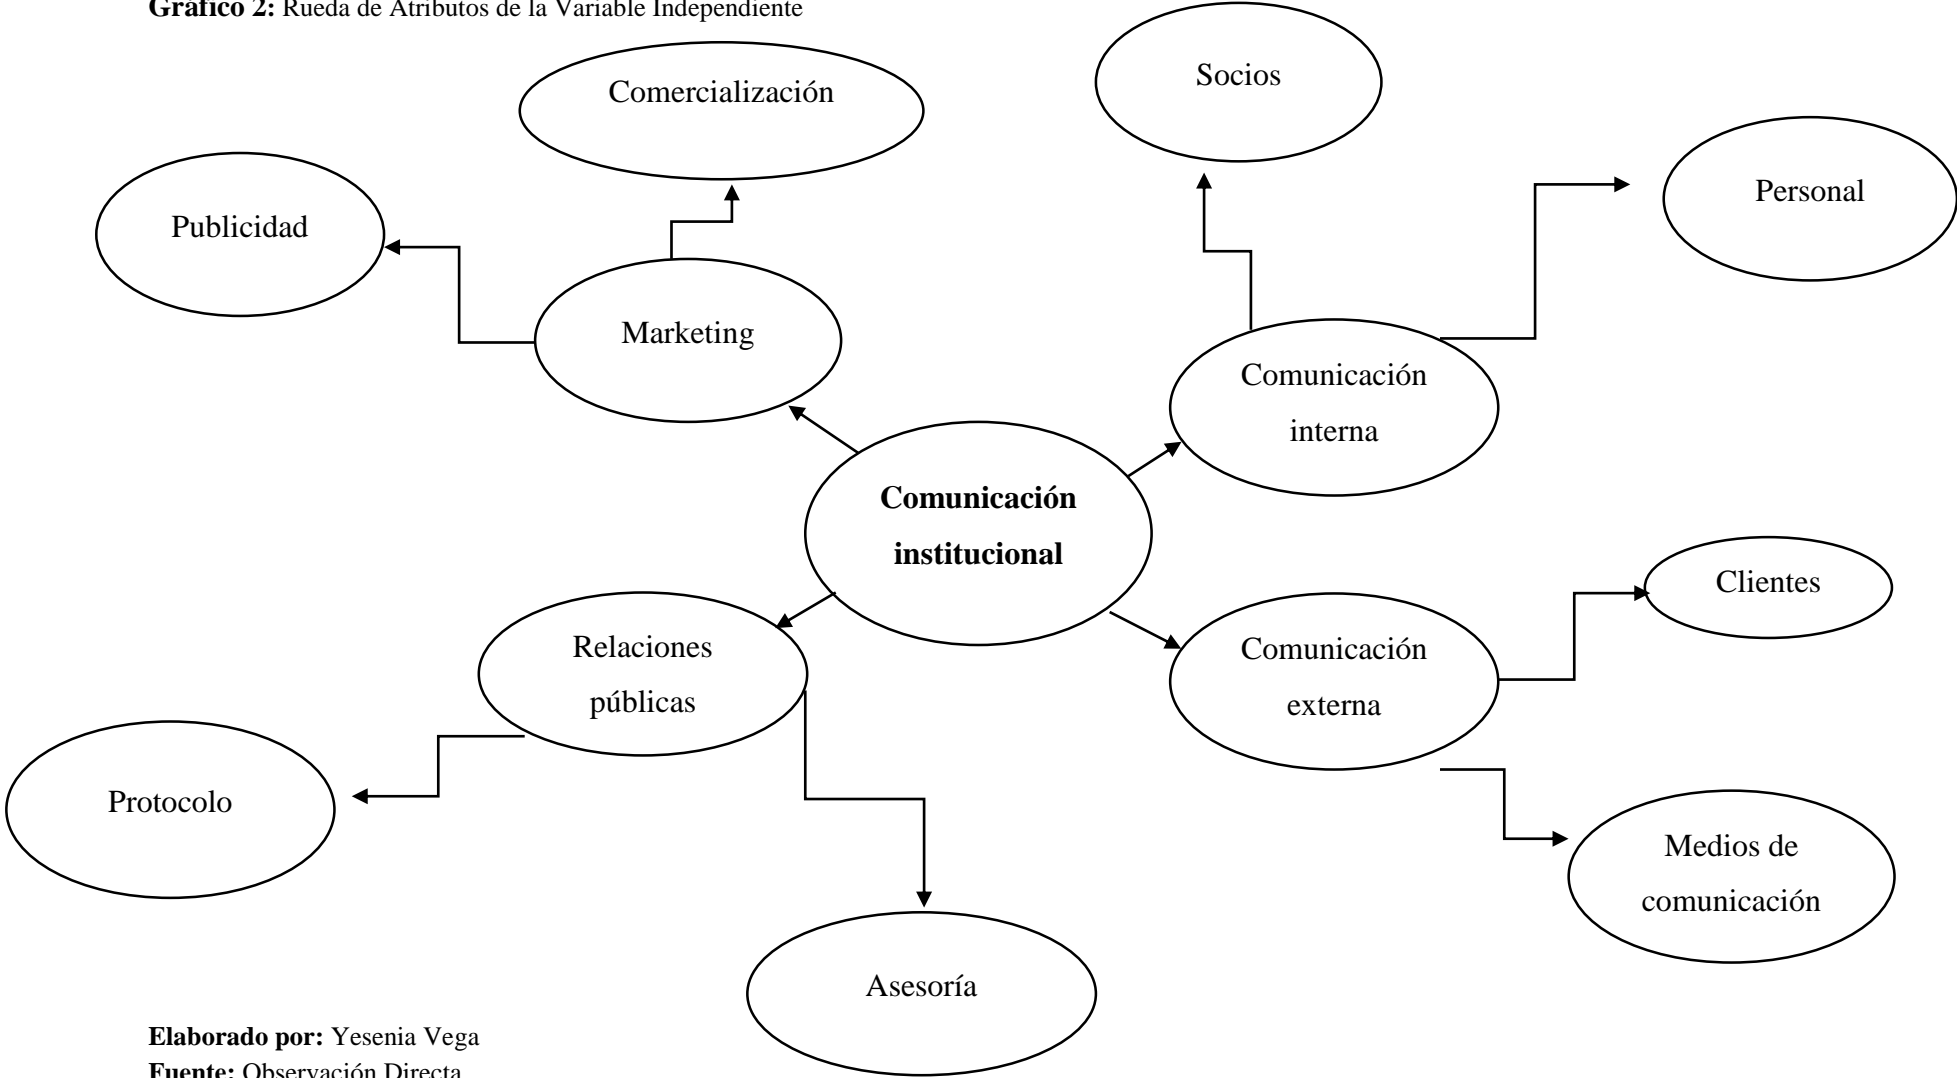 Gráfico 2: Rueda de Atributos de la Variable Independiente
Comercialización
Socios
Publicidad
Personal
Marketing
Comunicación
interna
Comunicación
institucional
Clientes
Relaciones
públicas
Comunicación
externa
Protocolo
Medios de
comunicación
Asesoría
Elaborado por: Yesenia Vega
Fuente: Observación Directa